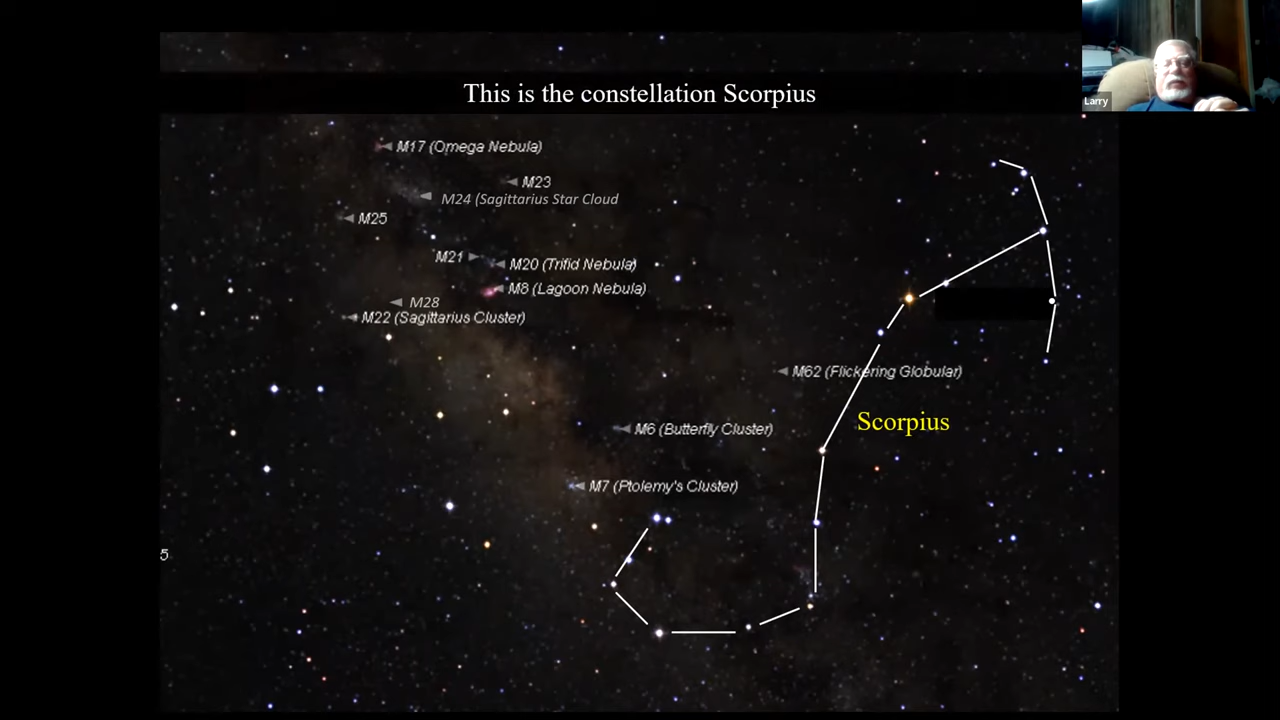 Larry
This is the constellation Scorpius
M17 (Omega Nebula)
M23
M24 (Sagittarius Star Cloud
M25
M21
M20 (Trifid Nebula)
M8 (Lagoon Nebula)
M28
M22 (Sagittarius Cluster)
M62 (Flickering Globular)
Scorpius
M6 (Butterfly Cluster)
M7 (Ptolemy's Cluster)
5